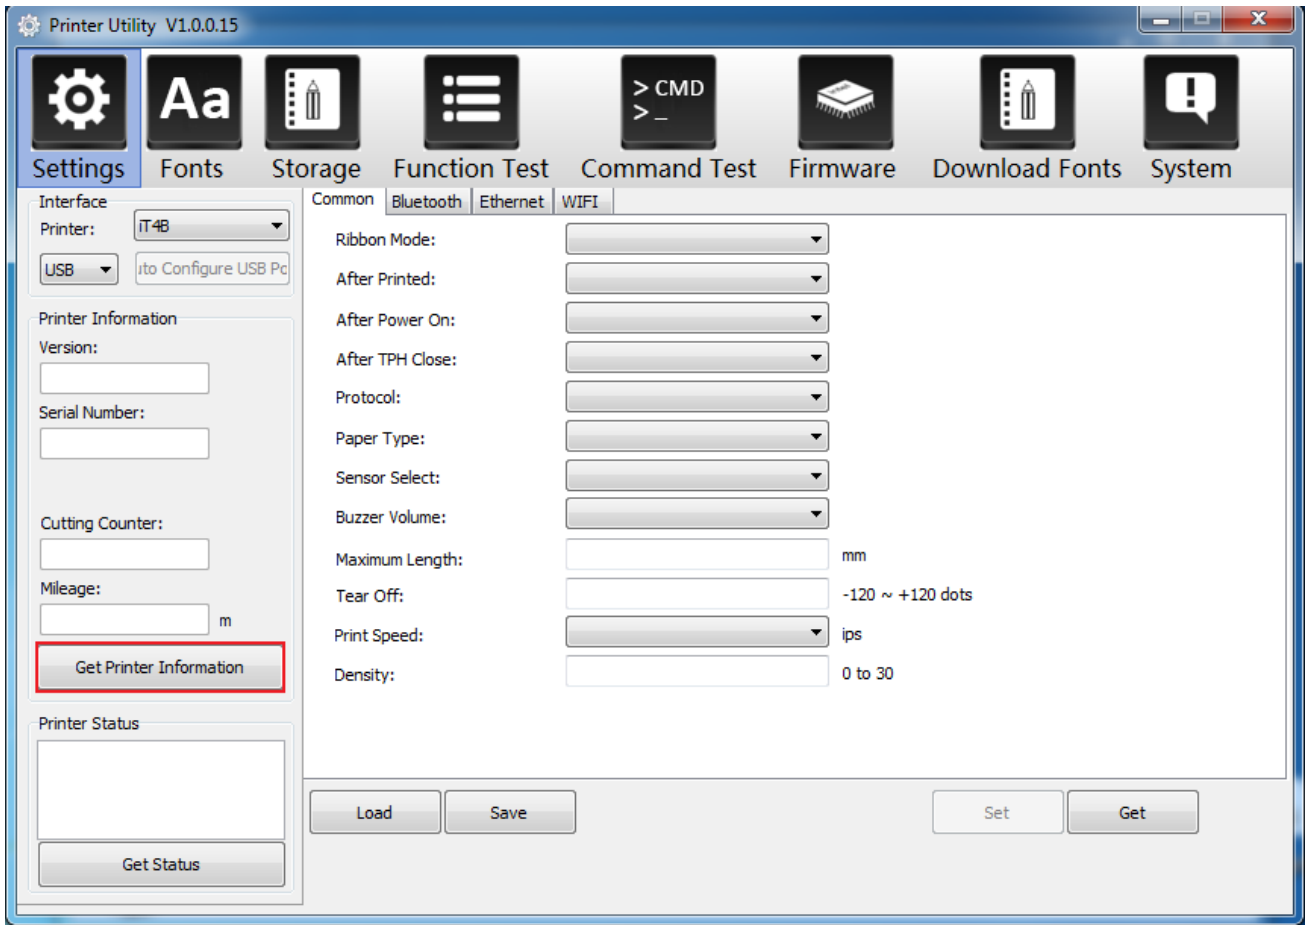 Printer Utility V1.0.0.15
Aa
> CMD
> _
Settings Fonts Storage Function Test Command Test Firmware Download Fonts System
Interface
Printer: iT4B
USB uto Configure USB Po
Printer Information
Version:
Serial Number:
Cutting Counter:
Mileage:
m
Get Printer Information
Printer Status
Get Status
Common Bluetooth Ethernet WIFI
Ribbon Mode:
After Printed:
After Power On:
After TPH Close:
Protocol:
Paper Type:
Sensor Select:
Buzzer Volume:
Maximum Length: mm
Tear Off: -120 ~ +120 dots
Print Speed: ips
Density: 0 to 30
Load Save Set Get